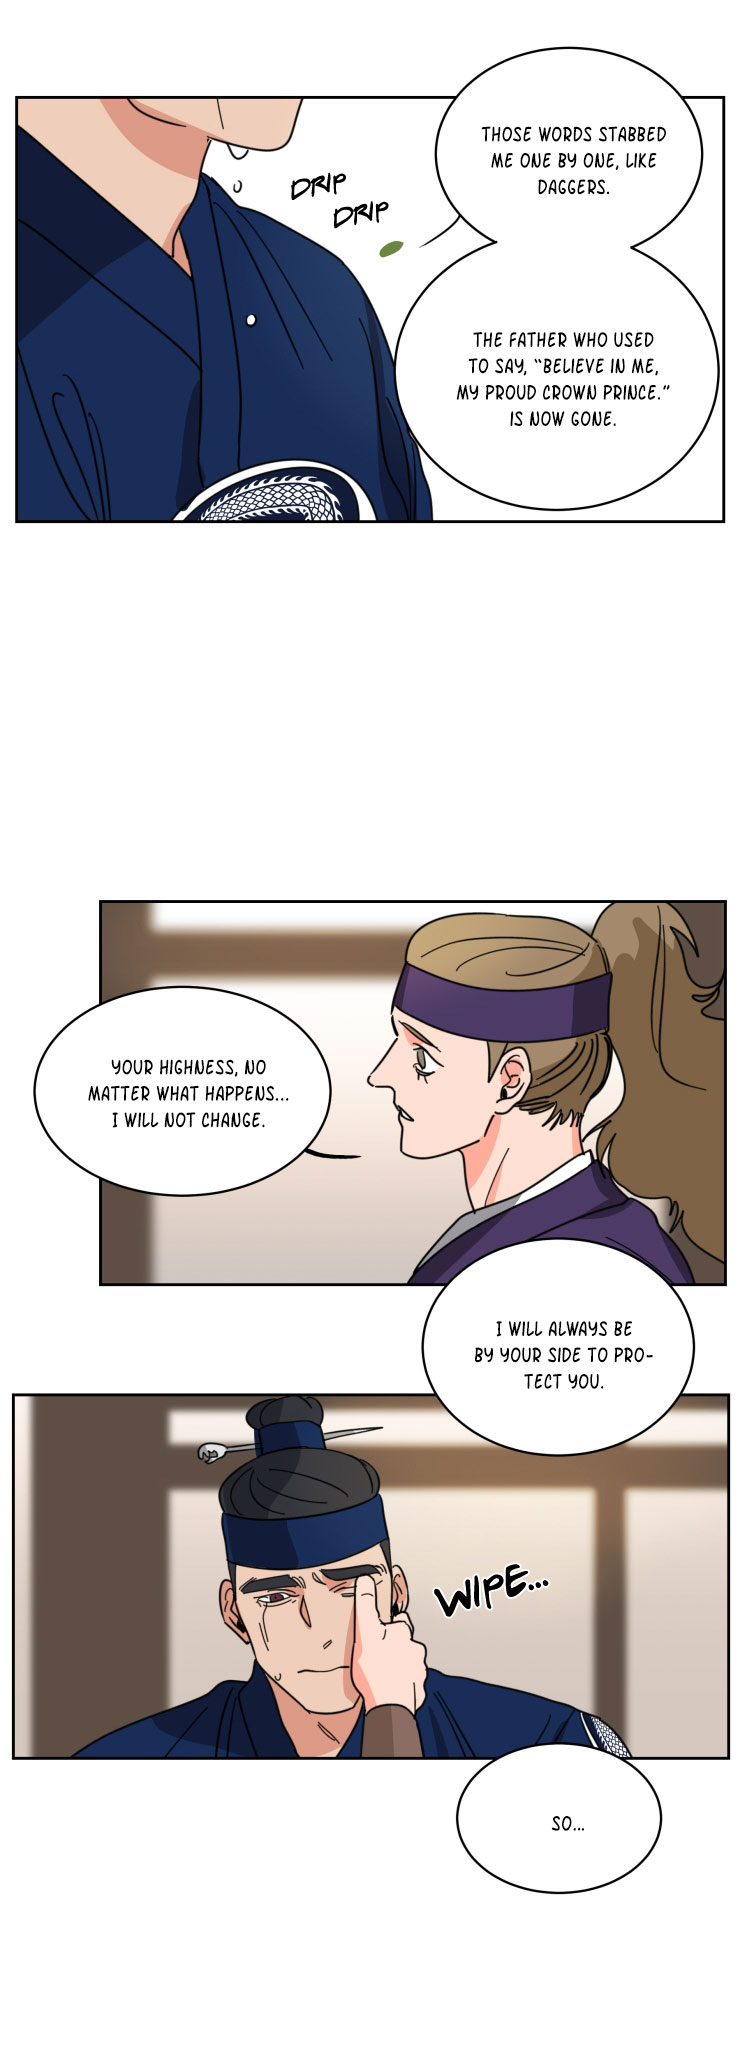 THOSE WORDS STABBED
ME ONE BY ONE, LIKE
DAGGERS.
DRIP
DRIP
THE FATHER WHO USED
TO SAY, "BELIEVE IN ME,
MY PROUD CROWN PRINCE."
IS NOW GONE.
YOUR HIGHNESS, NO
MATTER WHAT HAPPENS...
I WILL NOT CHANGE.
I WILL ALWAYS BE
BY YOUR SIDE TO PRO-
TECT YOU.
WIPE...
SO...